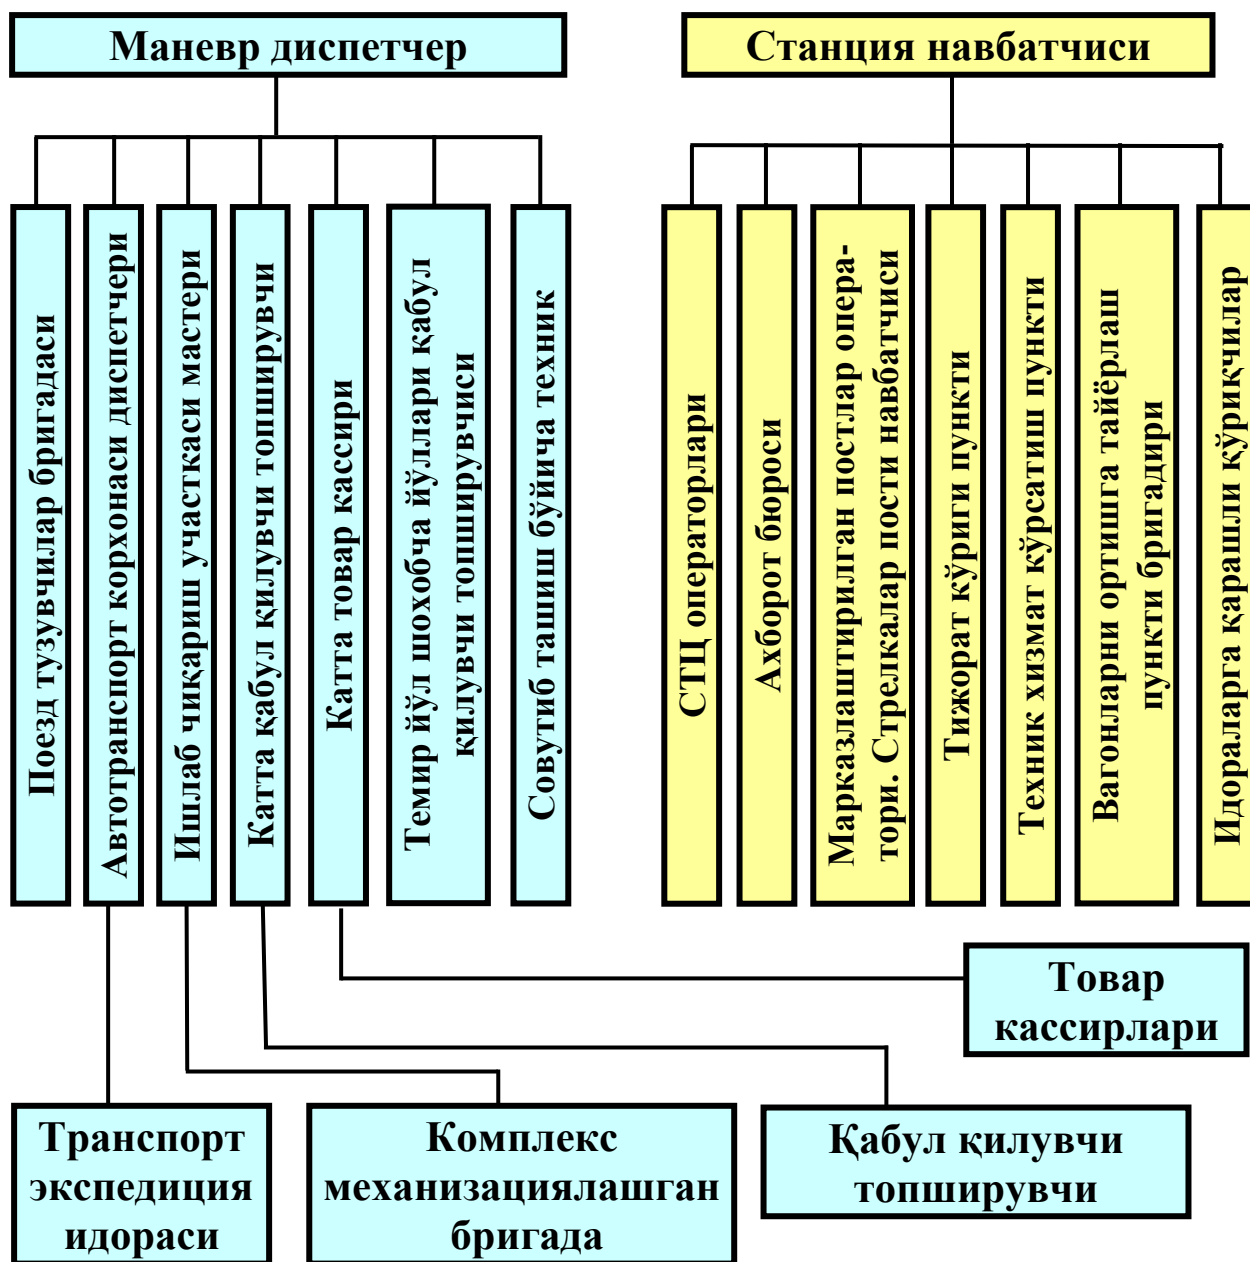 Маневр диспетчер
Станция навбатчиси
Поезд тузувчилар бригадаси
Автотранспорт корхонаси диспетчери
Ишлаб чиқариш участкаси мастери
Катта қабул қилувчи топширувчи
Катта товар кассири
Темир йўл шохобча йўллари қабул
қилувчи топширувчиси
Совутиб ташиш бўйича техник
СТЦ операторлари
Ахборот бюроси
Марказлаштирилган постлар опера-
тори. Стрелкалар пости навбатчиси
Тижорат кўриги пункти
Техник хизмат кўрсатиш пункти
Вагонларни ортишга тайёрлаш
пункти бригадири
Идораларга қарашли қўриқчилар
Товар
кассирлари
Транспорт
экспедиция
идораси
Комплекс
механизациялашган
бригада
Қабул қилувчи
топширувчи